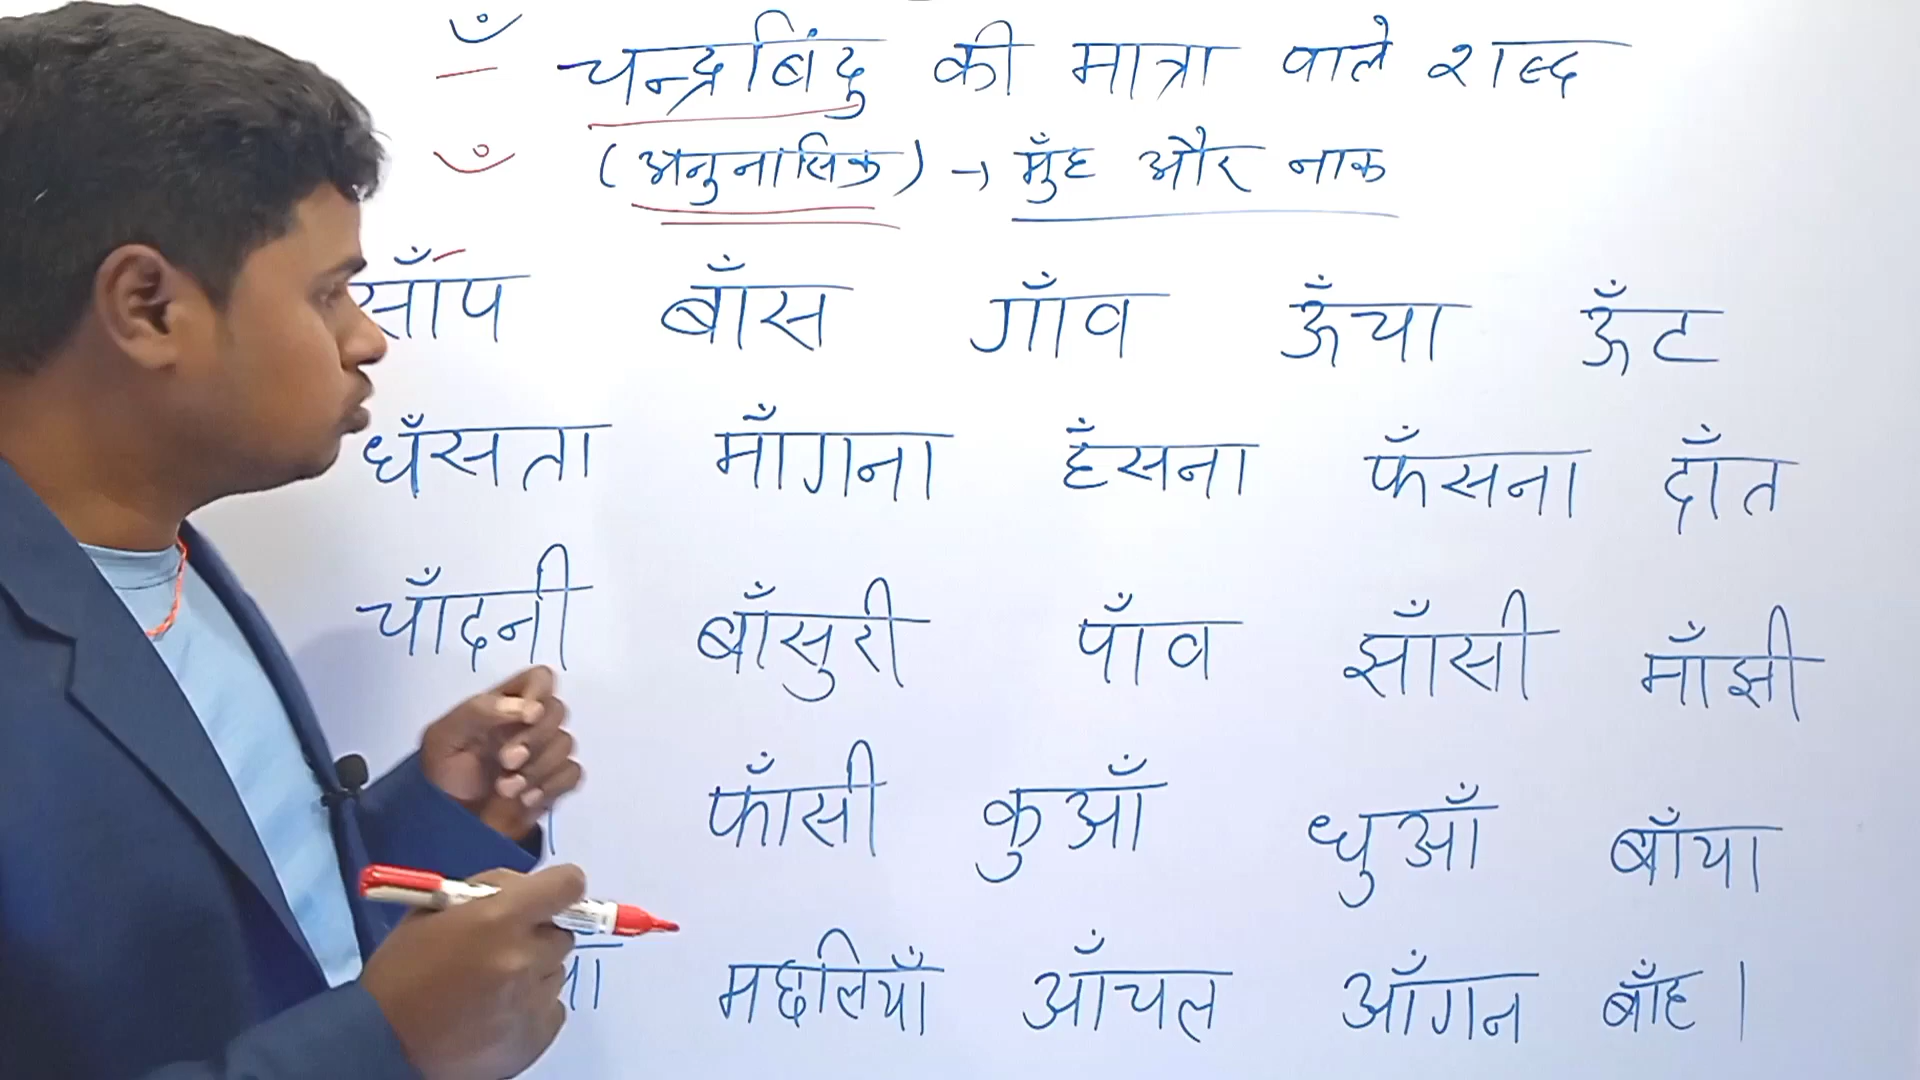 ँ चन्द्रबिंदु की मात्रा वाले शब्द
ँ (अनुनासिक) → मुँह और नाक
साँप बाँस गाँव ऊँचा ऊँट
धँसता माँगना हँसना फँसना दाँत
चाँदनी बाँसुरी पाँव झाँसी माँझी
फाँसी कुआँ धुआँ बाँया
मछलियाँ आँचल आँगन बाँह।